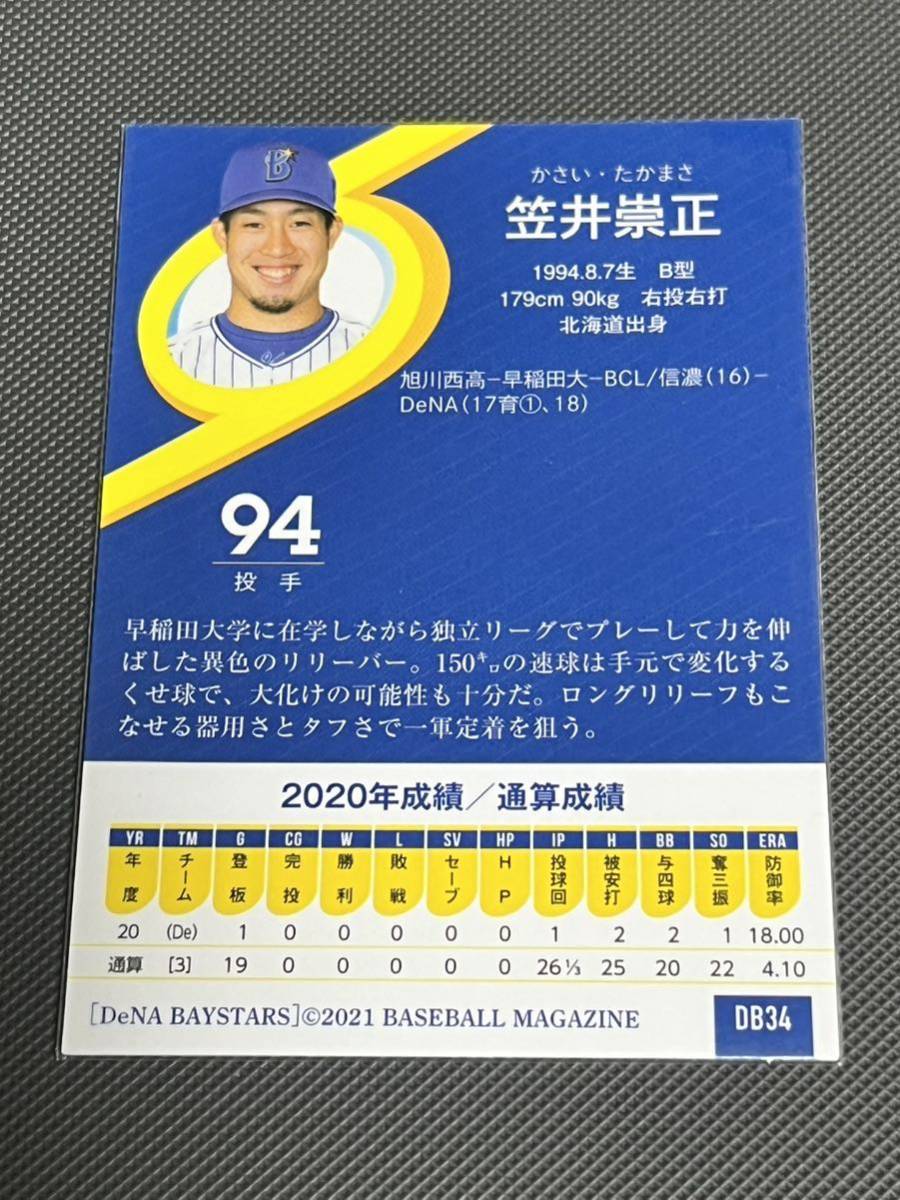 B
かさい・たかまさ
笠井崇正
1994.8.7生 B型
179cm 90kg 右投右打
北海道出身
旭川西高−早稲田大−BCL/信濃(16)−
DeNA(17育①、18)
94
投手
早稲田大学に在学しながら独立リーグでプレーして力を伸
ばした異色のリリーバー。150㌔の速球は手元で変化する
くせ球で、大化けの可能性も十分だ。ロングリリーフもこ
なせる器用さとタフさで一軍定着を狙う。
2020年成績／通算成績
YR TM G CG W L SV HP IP H BB SO ERA
年度 チーム 登板 完投 勝利 敗戦 セーブ HP 投球回 被安打 与四球 奪三振 防御率
20 (De) 1 0 0 0 0 0 1 2 2 1 18.00
通算 [3] 19 0 0 0 0 0 26⅓ 25 20 22 4.10
[DeNA BAYSTARS]©2021 BASEBALL MAGAZINE
DB34